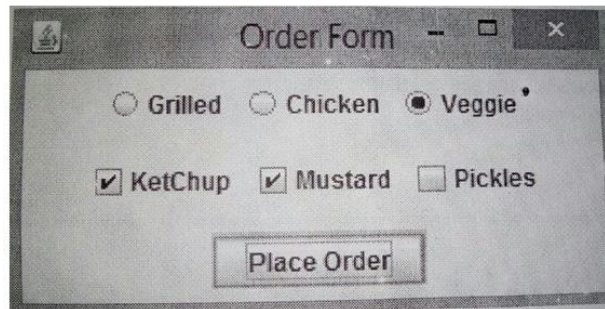 Order Form
Grilled Chicken Veggie
KetChup Mustard Pickles
Place Order